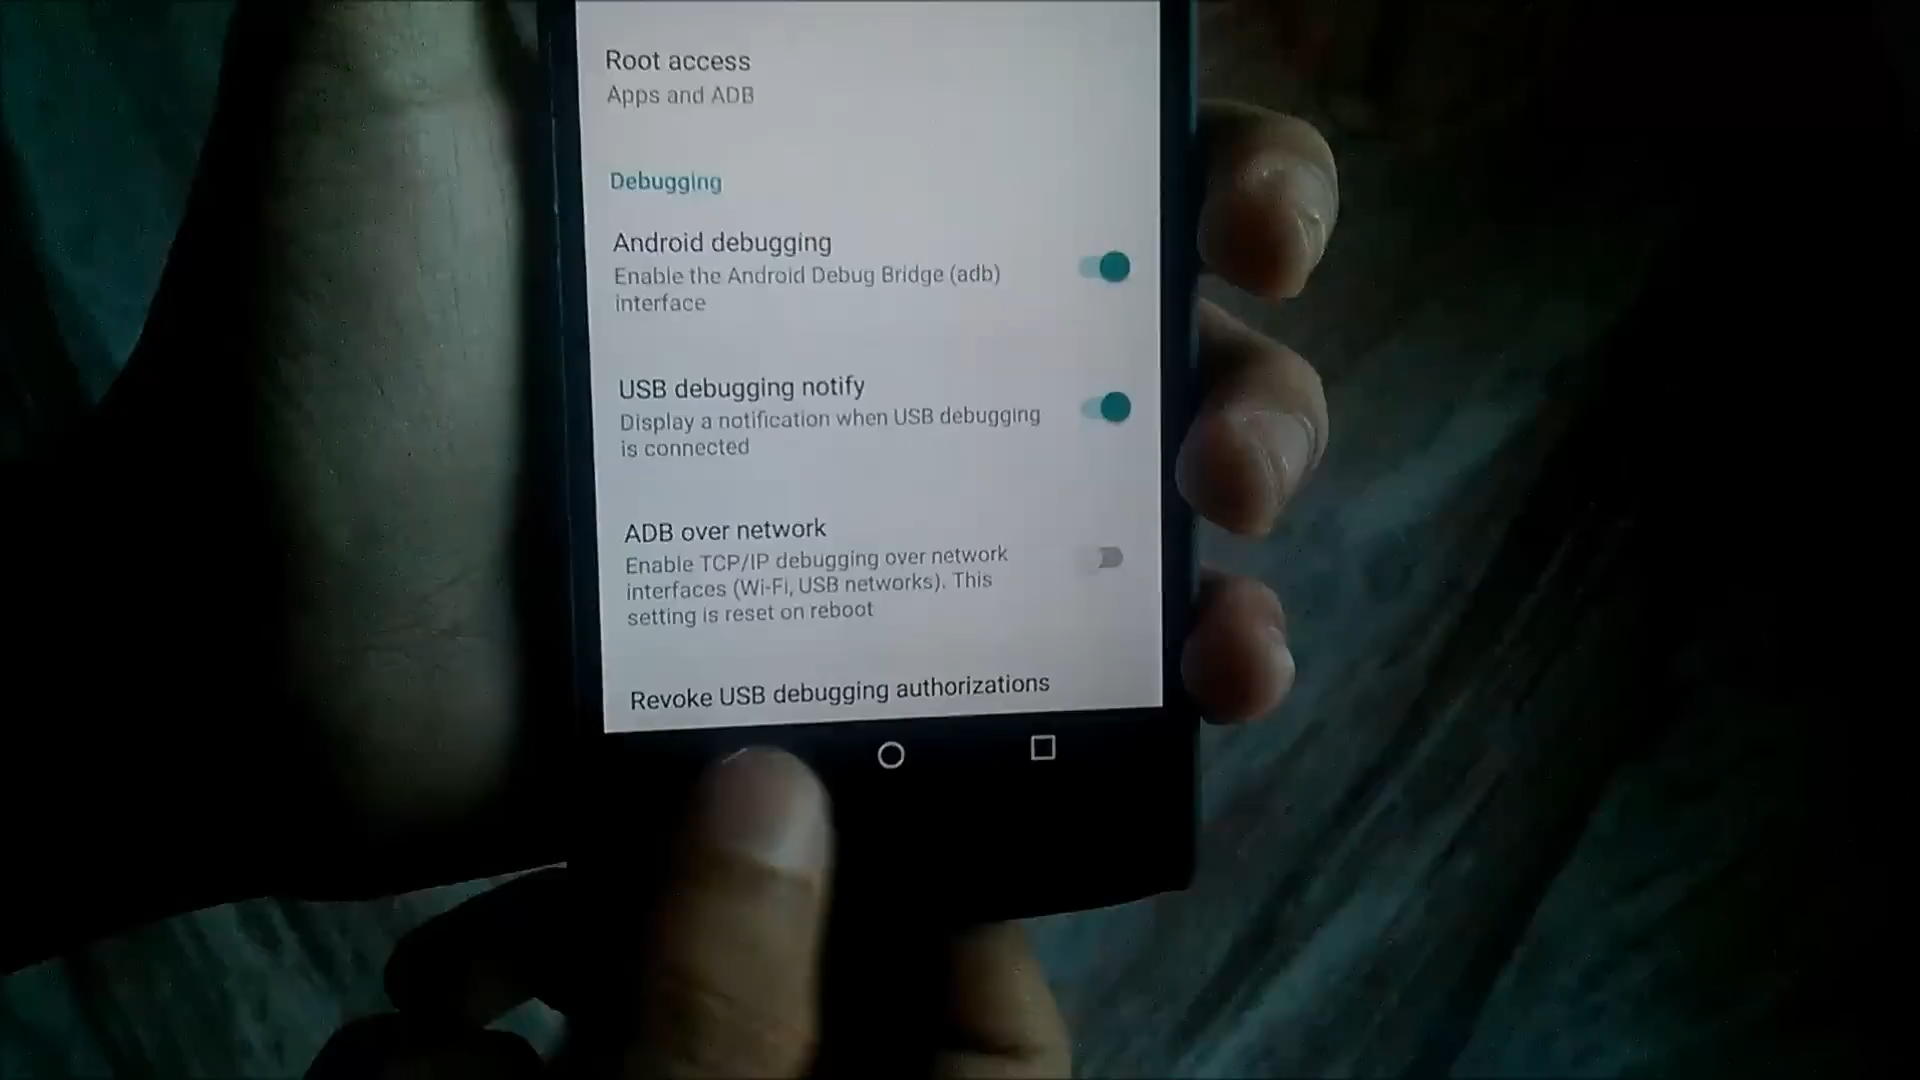 Root access
Apps and ADB
Debugging
Android debugging
Enable the Android Debug Bridge (adb)
interface
USB debugging notify
Display a notification when USB debugging
is connected
ADB over network
Enable TCP/IP debugging over network
interfaces (Wi-Fi, USB networks). This
setting is reset on reboot
Revoke USB debugging authorizations